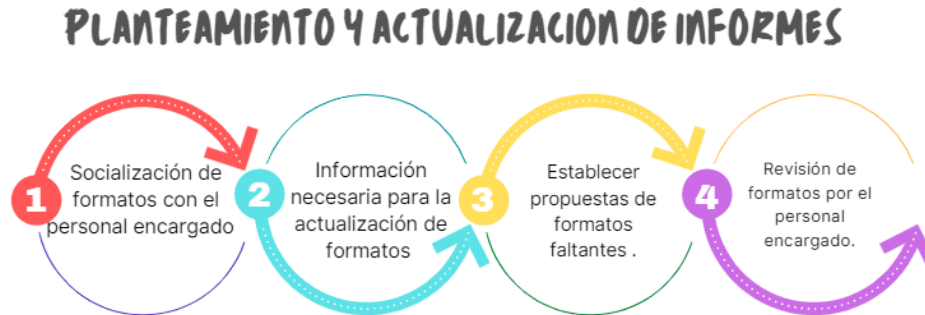 PLANTEAMIENTO Y ACTUALIZACION DE INFORMES
1
Socialización de
formatos con el
personal encargado
2
Información
necesaria para la
actualización de
formatos
3
Establecer
propuestas de
formatos
faltantes .
4
Revisión de
formatos por el
personal
encargado.